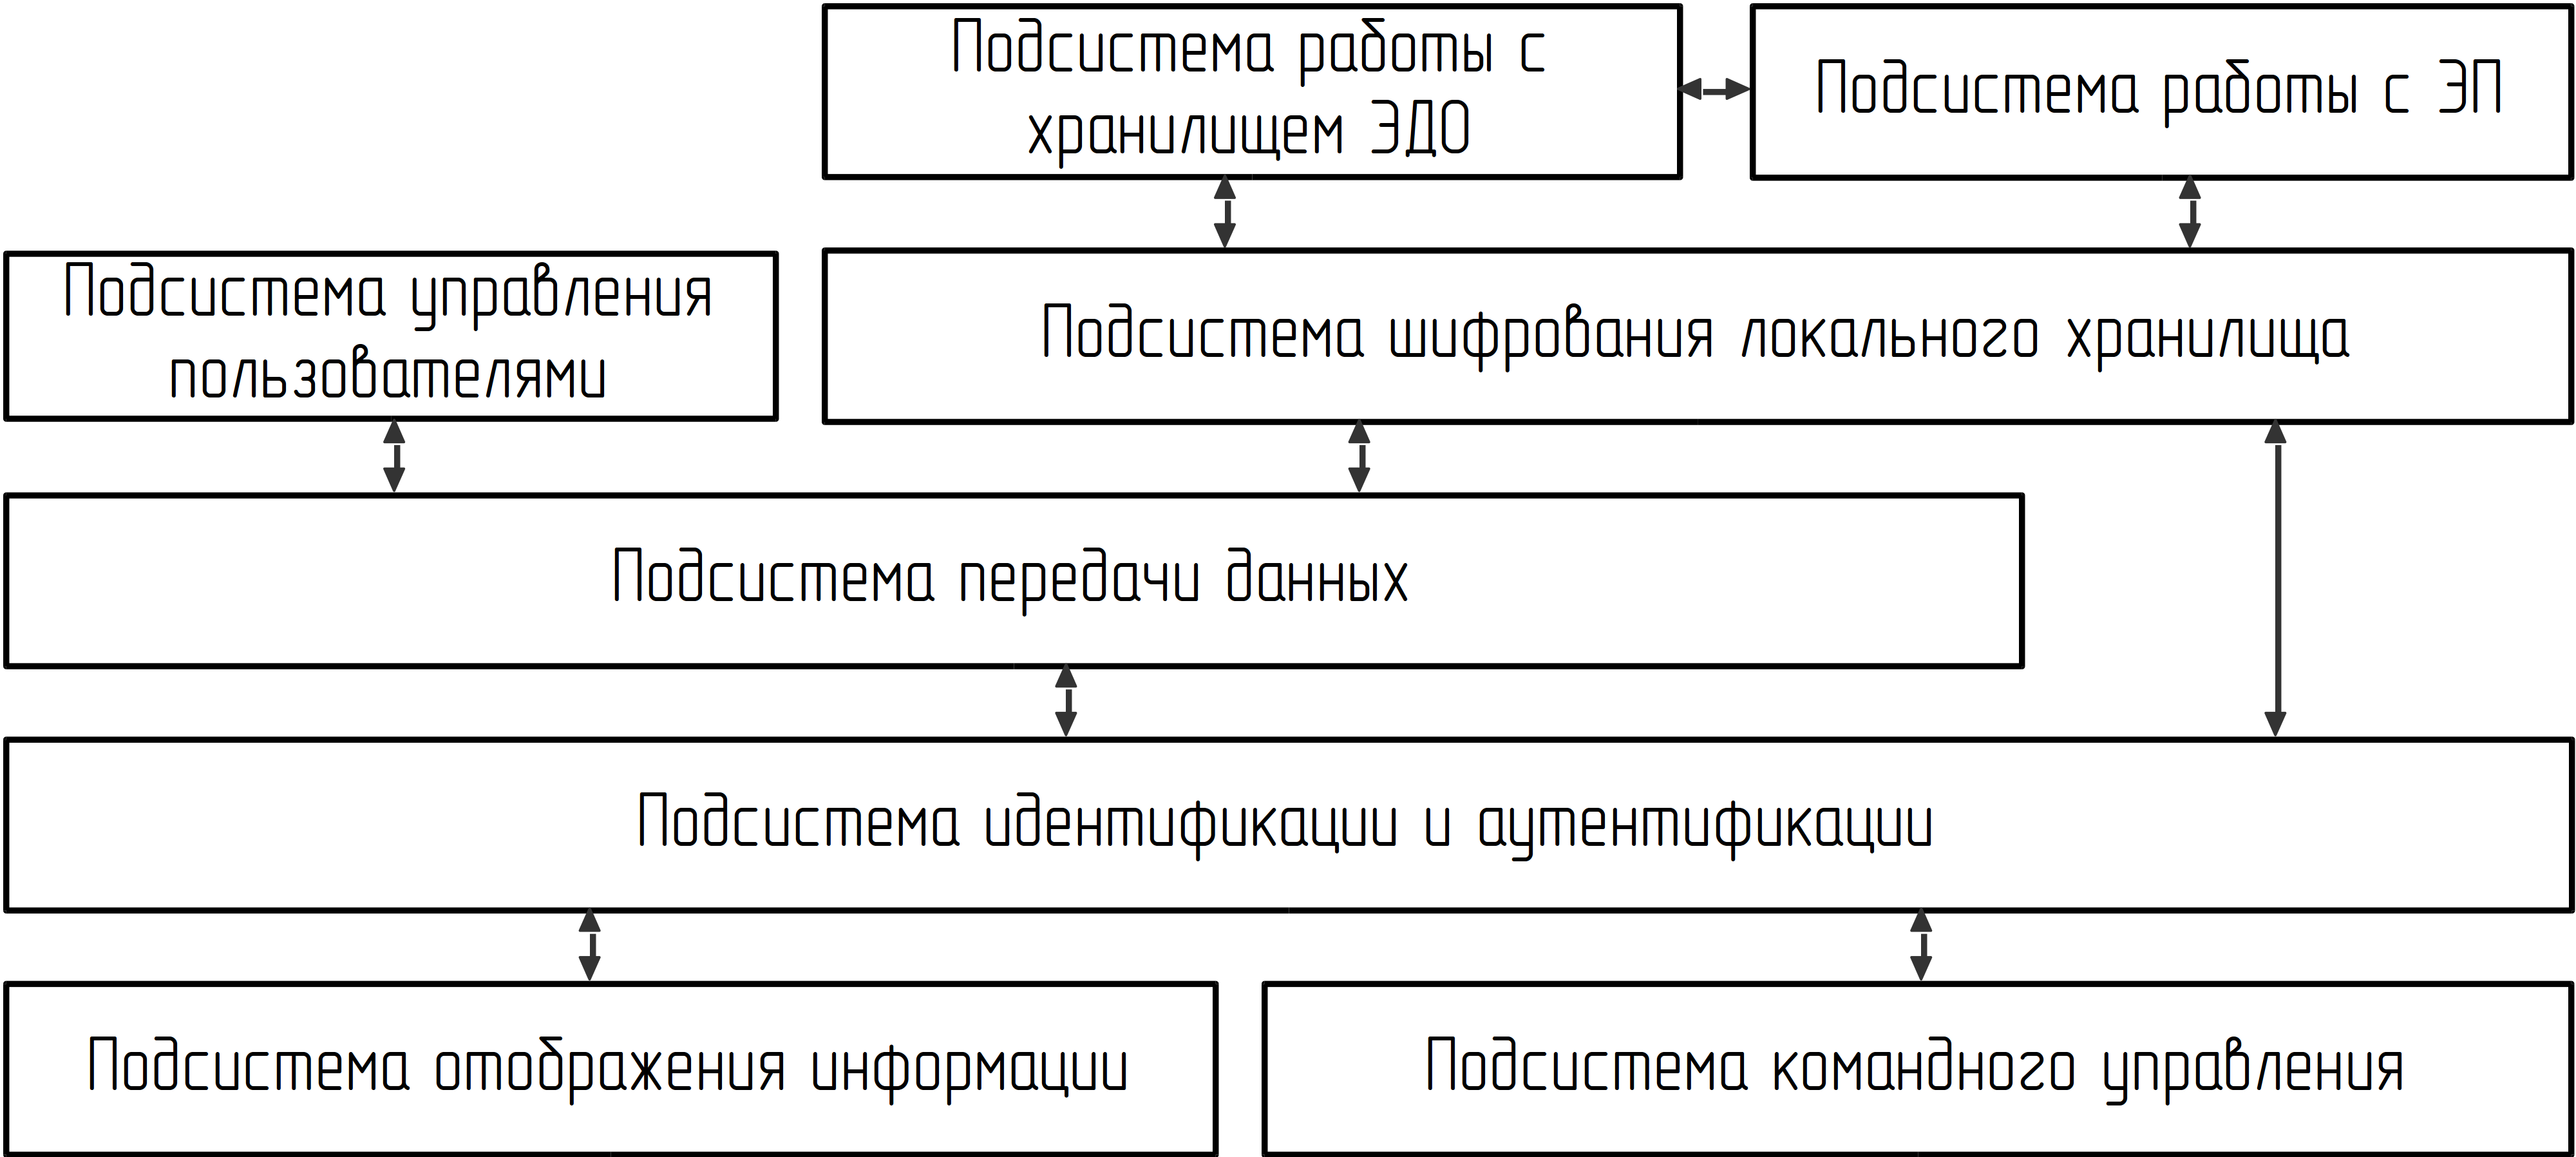 Подсистема работы с
хранилищем ЭДО
Подсистема работы с ЭП
Подсистема управления
пользователями
Подсистема шифрования локального хранилища
Подсистема передачи данных
Подсистема идентификации и аутентификации
Подсистема отображения информации
Подсистема командного управления